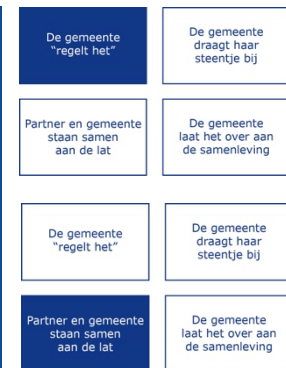 De gemeente
"regelt het"
De gemeente
draagt haar
steentje bij
Partner en gemeente
staan samen
aan de lat
De gemeente
laat het over aan
de samenleving
De gemeente
"regelt het"
De gemeente
draagt haar
steentje bij
Partner en gemeente
staan samen
aan de lat
De gemeente
laat het over aan
de samenleving